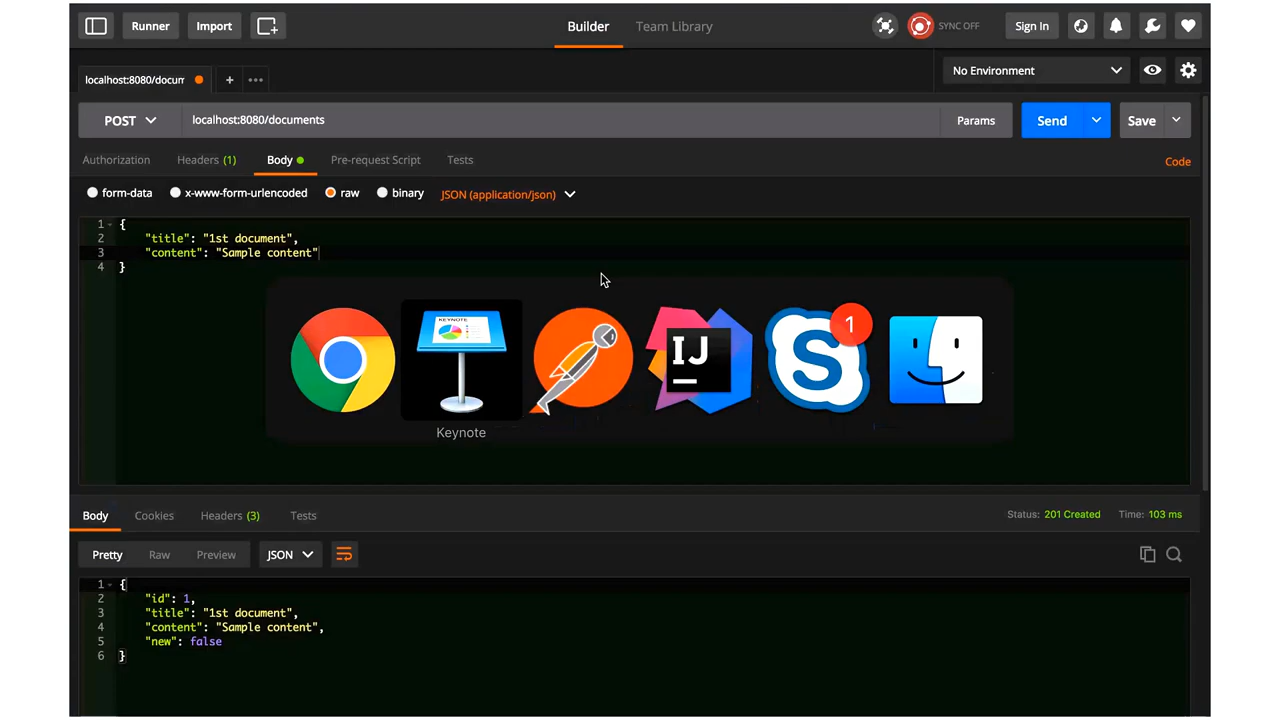 Runner Import Builder Team Library SYNC OFF Sign In
localhost:8080/docum + ••• No Environment
POST localhost:8080/documents Params Send Save
Authorization Headers (1) Body Pre-request Script Tests Code
form-data x-www-form-urlencoded raw binary JSON (application/json)
1 {
2 "title": "1st document",
3 "content": "Sample content"
4 }
KEYNOTE IJ S 1
Keynote
Body Cookies Headers (3) Tests Status: 201 Created Time: 103 ms
Pretty Raw Preview JSON
1 {
2 "id": 1,
3 "title": "1st document",
4 "content": "Sample content",
5 "new": false
6 }